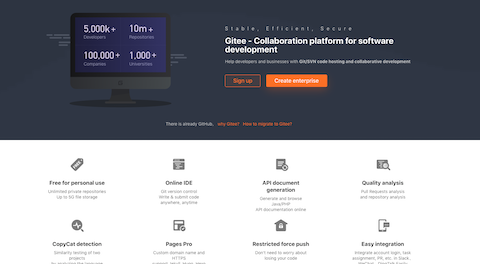 Stable, Efficient, Secure
Gitee - Collaboration platform for software
development
Help developers and businesses with Git/SVN code hosting and collaborative development
Sign up
Create enterprise
5,000k+
10m+
Developers
Repositories
100,000+
1,000+
Companies
Universities
There is already GitHub,
why Gitee?
How to migrate to Gitee?
Free for personal use
Unlimited private repositories
Up to 5G file storage
Online IDE
Git version control
Write & submit code
anywhere, anytime
API document
generation
Generate and browse
Java/PHP
API documentation online
Quality analysis
Pull Requests analysis
and repository analysis
CopyCat detection
Similarity testing of two
projects,
Pages Pro
Custom domain name and
HTTPS
Restricted force push
Don't need to worry about
losing your code
Easy integration
Integrate account login, task
assignment, PR, etc. in Slack,